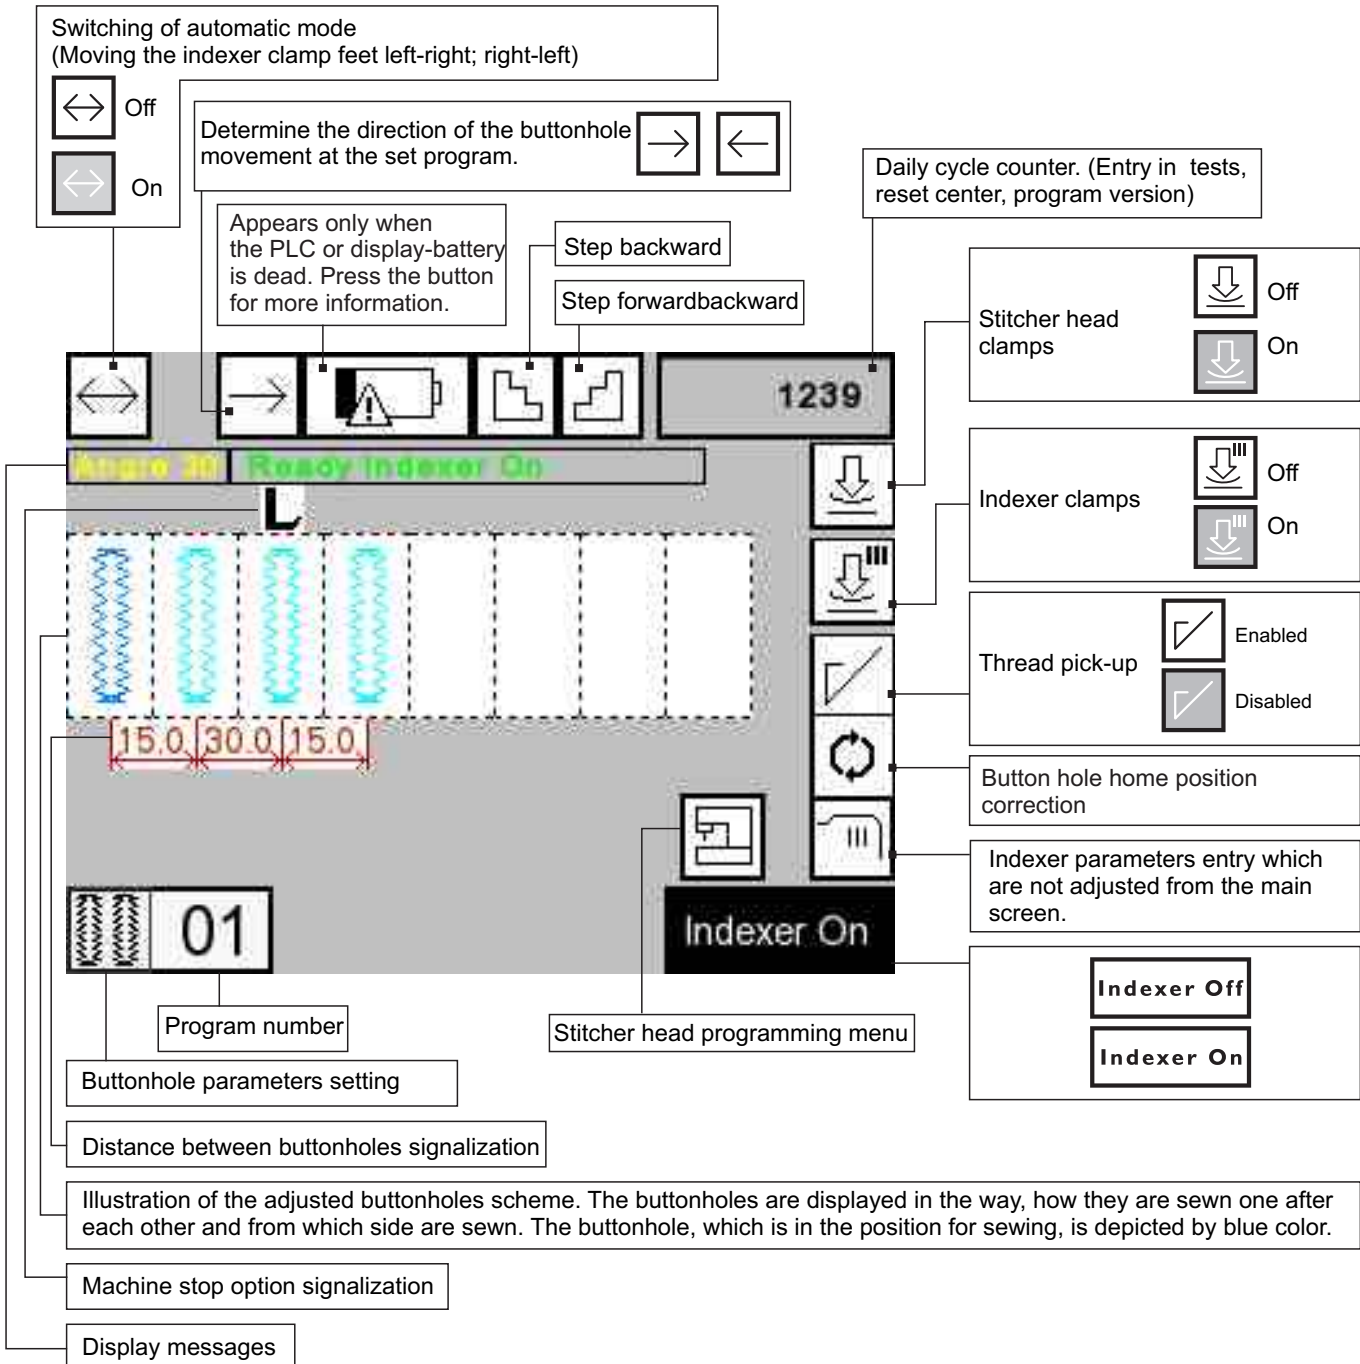 Switching of automatic mode
(Moving the indexer clamp feet left-right; right-left)
Off
On
Determine the direction of the buttonhole
movement at the set program.
Daily cycle counter. (Entry in tests,
reset center, program version)
Appears only when
the PLC or display-battery
is dead. Press the button
for more information.
Step backward
Step forwardbackward
Stitcher head
clamps
Off
On
1239
Angle 30
Ready Indexer On
Indexer clamps
Off
On
Thread pick-up
Enabled
Disabled
15.0
30.0
15.0
Button hole home position
correction
Indexer parameters entry which
are not adjusted from the main
screen.
01
Indexer On
Indexer Off
Indexer On
Program number
Stitcher head programming menu
Buttonhole parameters setting
Distance between buttonholes signalization
Illustration of the adjusted buttonholes scheme. The buttonholes are displayed in the way, how they are sewn one after
each other and from which side are sewn. The buttonhole, which is in the position for sewing, is depicted by blue color.
Machine stop option signalization
Display messages